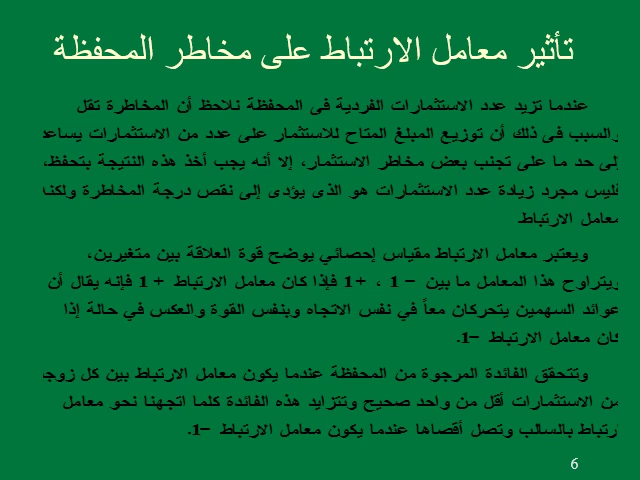 تأثير معامل الارتباط على مخاطر المحفظة
عندما تزيد عدد الاستثمارات الفردية فى المحفظة نلاحظ أن المخاطرة تقل
والسبب فى ذلك أن توزيع المبلغ المتاح للاستثمار على عدد من الاستثمارات يساعد
إلى حد ما على تجنب بعض مخاطر الاستثمار، إلا أنه يجب أخذ هذه النتيجة بتحفظ،
فليس مجرد زيادة عدد الاستثمارات هو الذى يؤدى إلى نقص درجة المخاطرة ولكنا
معامل الارتباط.
ويعتبر معامل الارتباط مقياس إحصائي يوضح قوة العلاقة بين متغيرين،
ويتراوح هذا المعامل ما بين – 1 ، +1 فإذا كان معامل الارتباط + 1 فإنه يقال أن
عوائد السهمين يتحركان معاً في نفس الاتجاه وبنفس القوة والعكس في حالة إذا
كان معامل الارتباط –1.
وتتحقق الفائدة المرجوة من المحفظة عندما يكون معامل الارتباط بين كل زوج
من الاستثمارات أقل من واحد صحيح وتتزايد هذه الفائدة كلما اتجهنا نحو معامل
ارتباط بالسالب وتصل أقصاها عندما يكون معامل الارتباط –1.
6